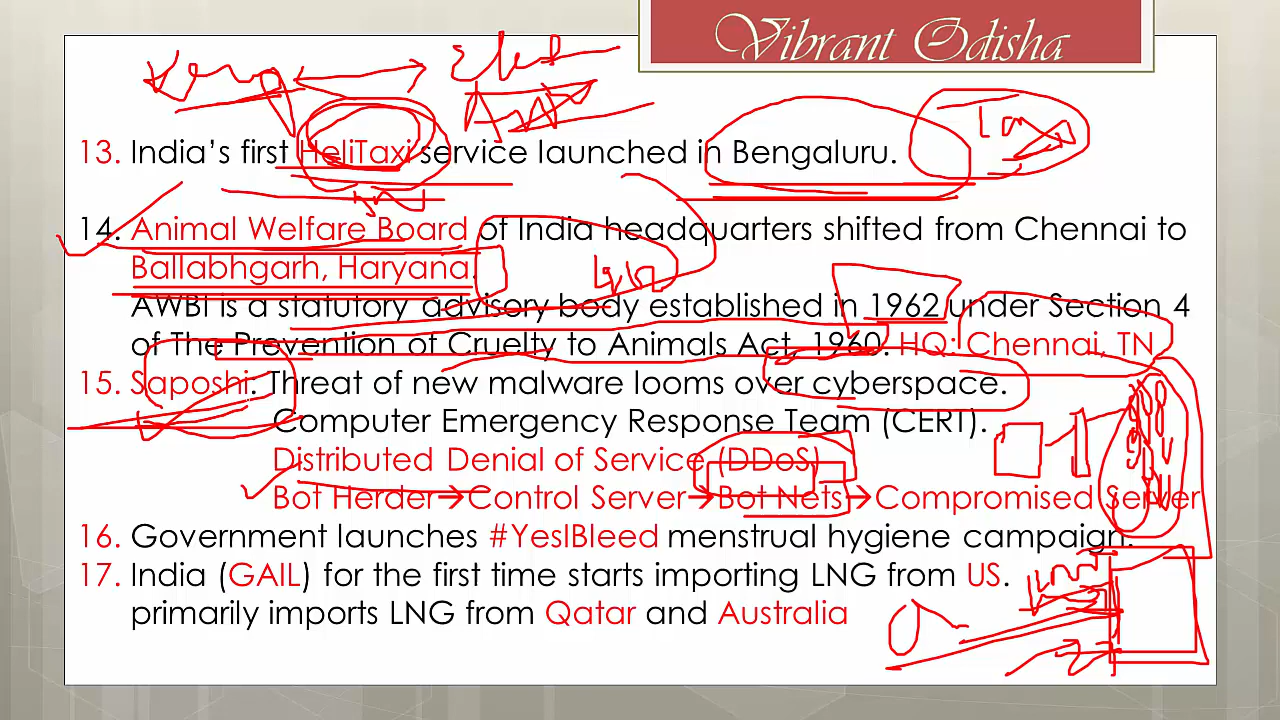 Vibrant Odisha
13. India's first HeliTaxi service launched in Bengaluru.
14. Animal Welfare Board of India headquarters shifted from Chennai to
Ballabhgarh, Haryana.
AWBI is a statutory advisory body established in 1962 under Section 4
of The Prevention of Cruelty to Animals Act, 1960. HQ: Chennai, TN
15. Saposhi: Threat of new malware looms over cyberspace.
Computer Emergency Response Team (CERT).
Distributed Denial of Service (DDoS)
Bot Herder→Control Server→Bot Nets→Compromised Server
16. Government launches #YesIBleed menstrual hygiene campaign.
17. India (GAIL) for the first time starts importing LNG from US.
primarily imports LNG from Qatar and Australia